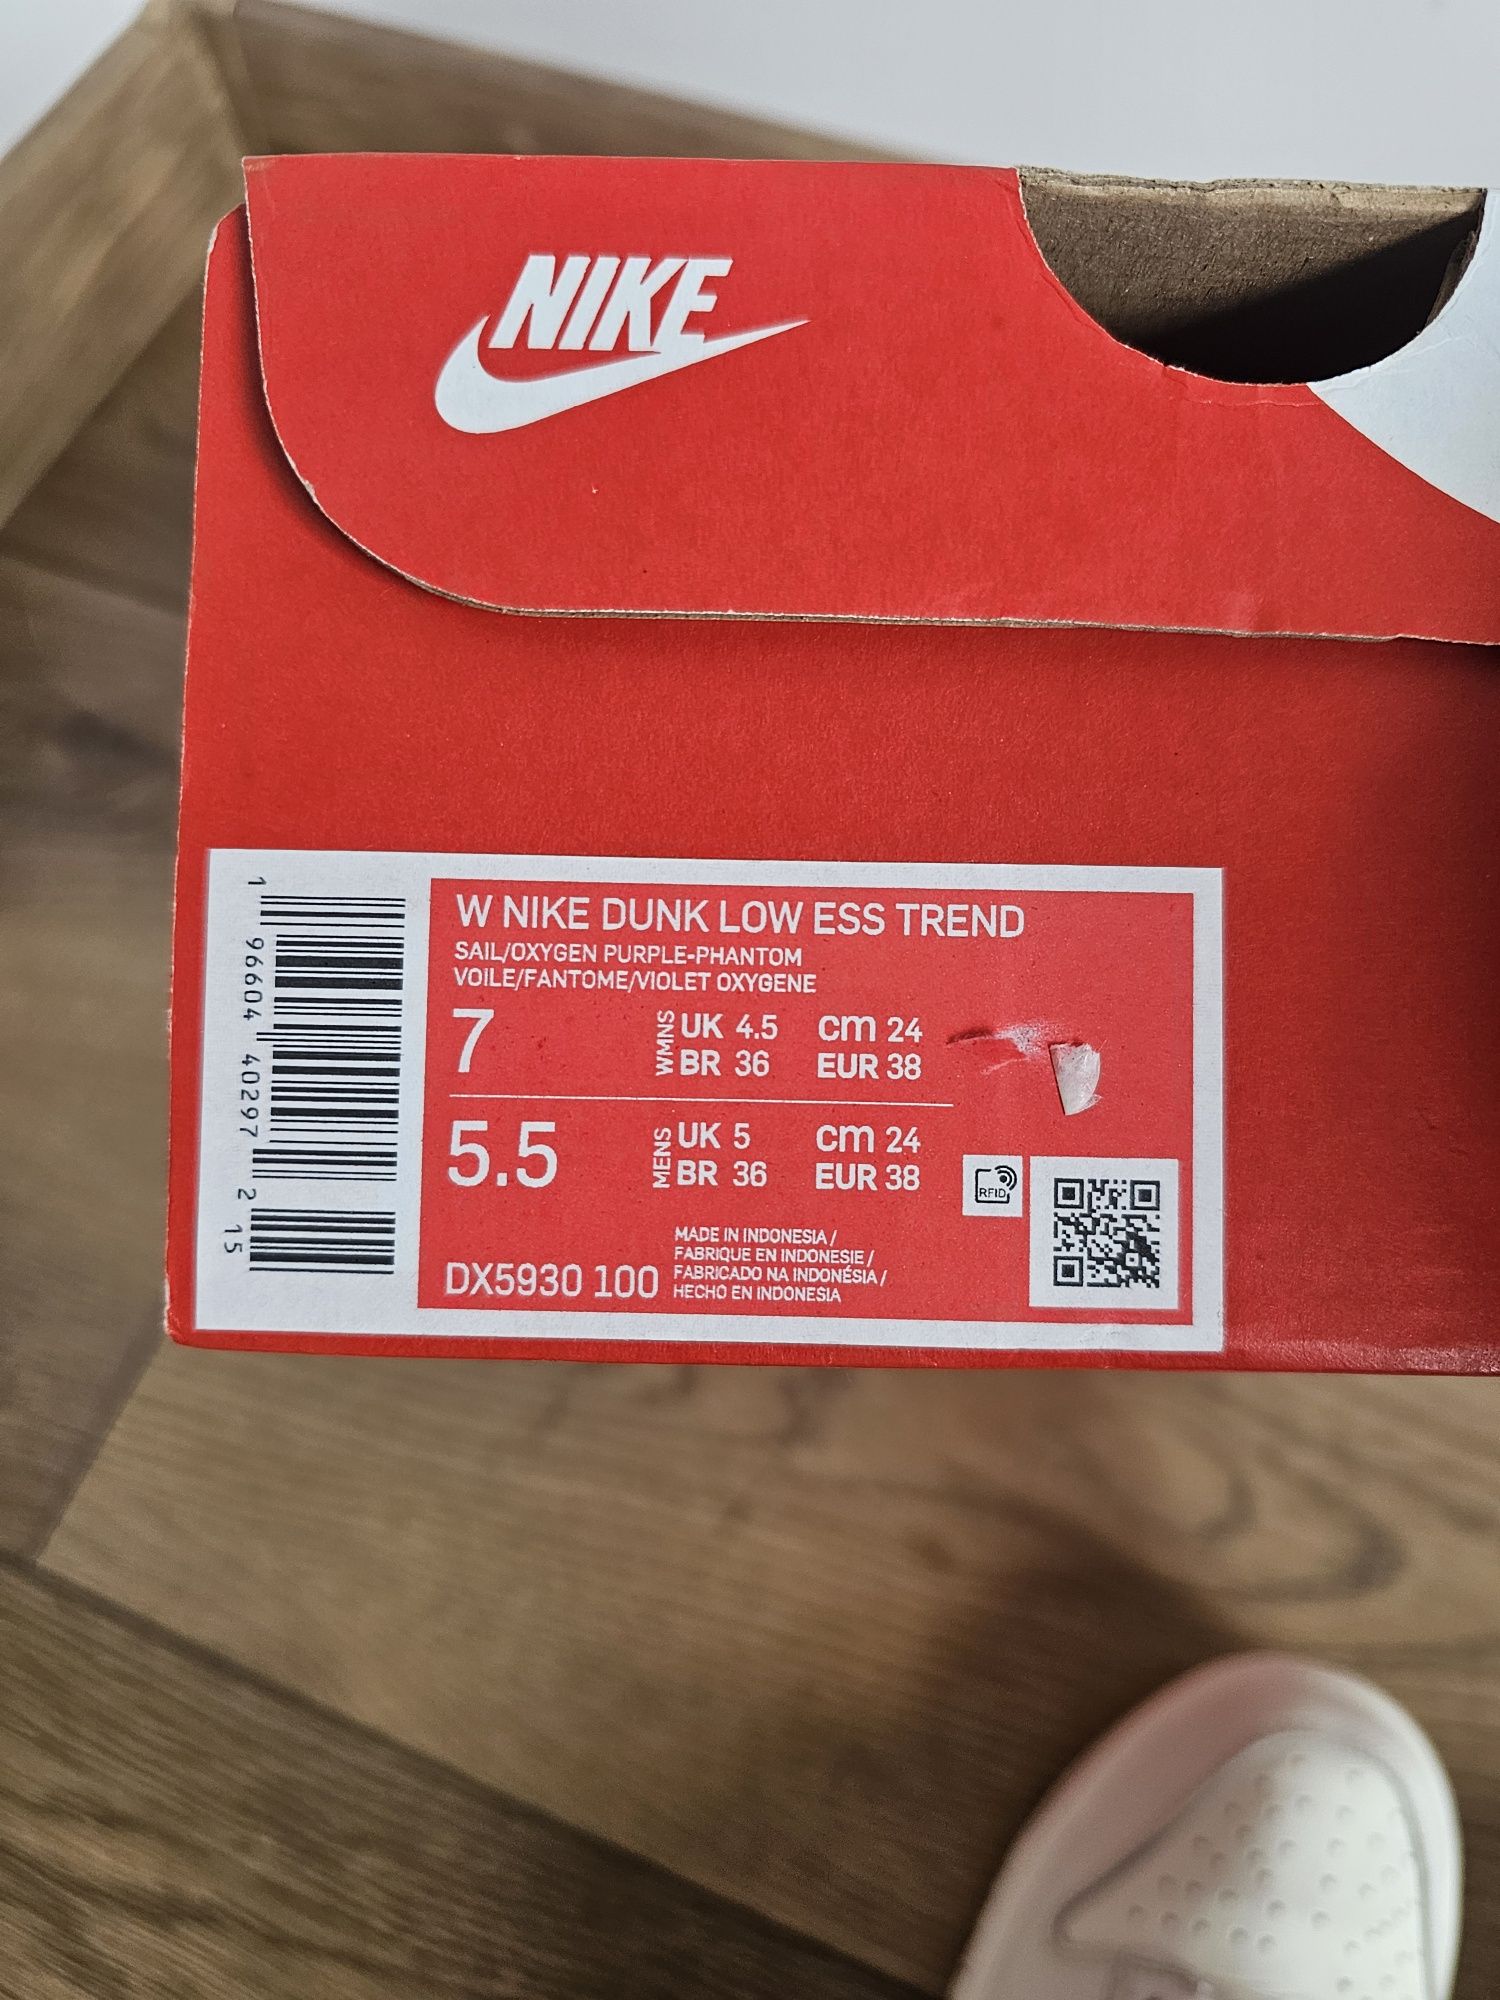 NIKE
W NIKE DUNK LOW ESS TREND
SAIL/OXYGEN PURPLE-PHANTOM
VOILE/FANTOME/VIOLET OXYGENE
7 WMNS UK 4.5 cm 24
BR 36 EUR 38
5.5 MENS UK 5 cm 24
BR 36 EUR 38
DX5930 100
MADE IN INDONESIA /
FABRIQUE EN INDONESIE /
FABRICADO NA INDONÉSIA /
HECHO EN INDONESIA
RFID
1 96604 40297 2 15